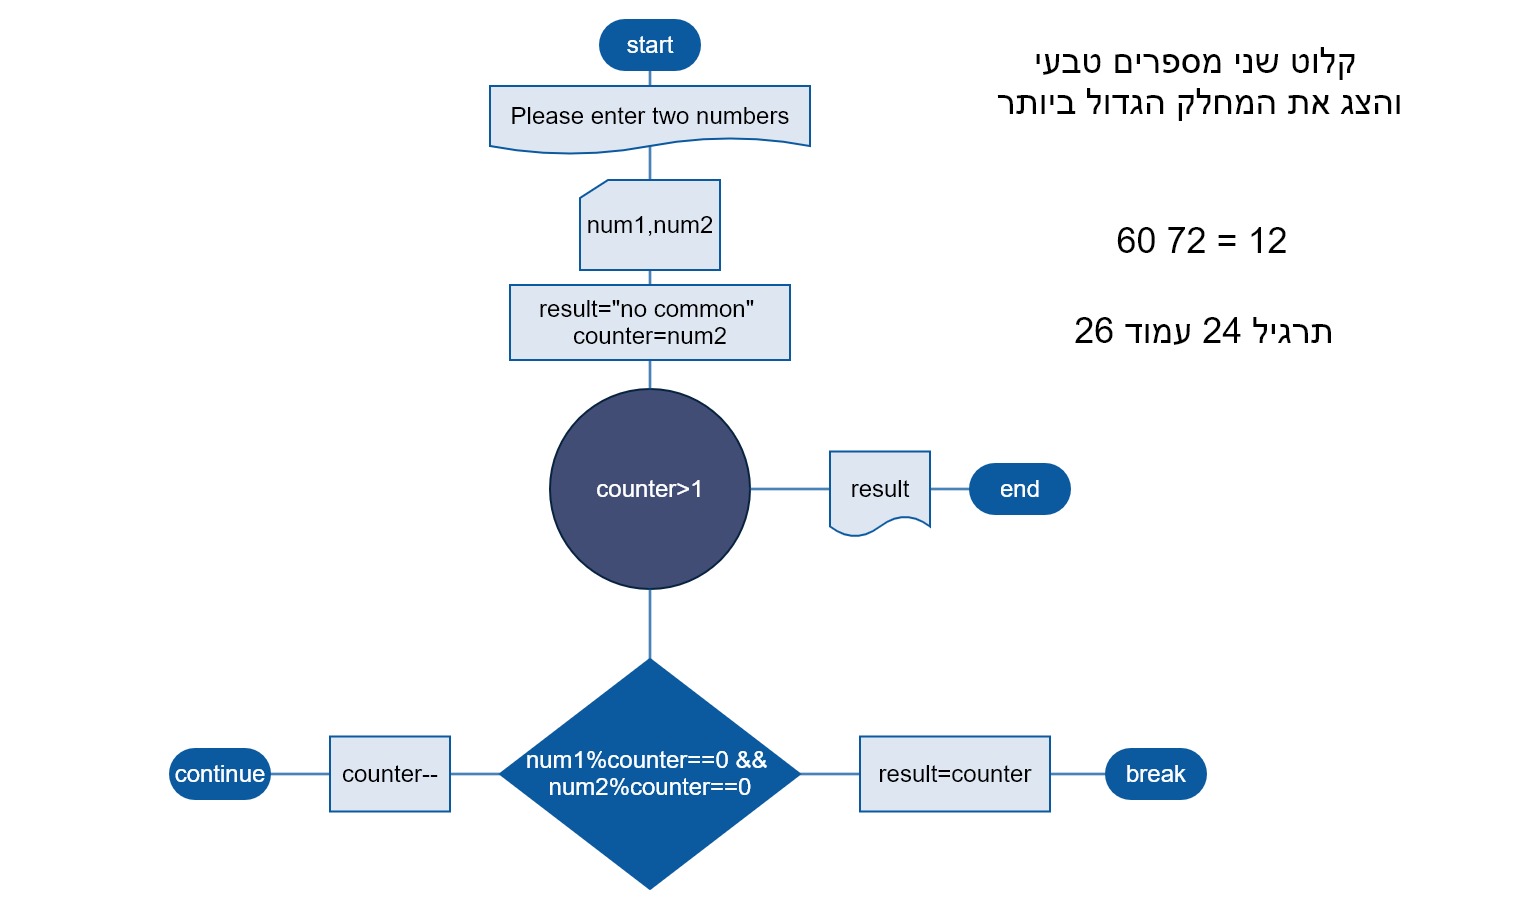 start
Please enter two numbers
num1,num2
result="no common"
counter=num2
counter>1
result
end
num1%counter==0 &&
num2%counter==0
counter--
continue
result=counter
break
קלוט שני מספרים טבעי
והצג את המחלק הגדול ביותר
60 72 = 12
תרגיל 24 עמוד 26